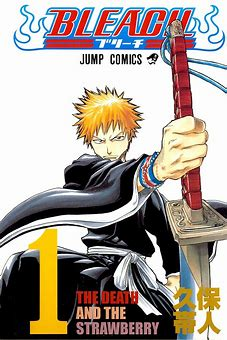 BLEACH
ブリーチ
JUMP COMICS
1
THE DEATH
AND THE
STRAWBERRY
久保
帯人